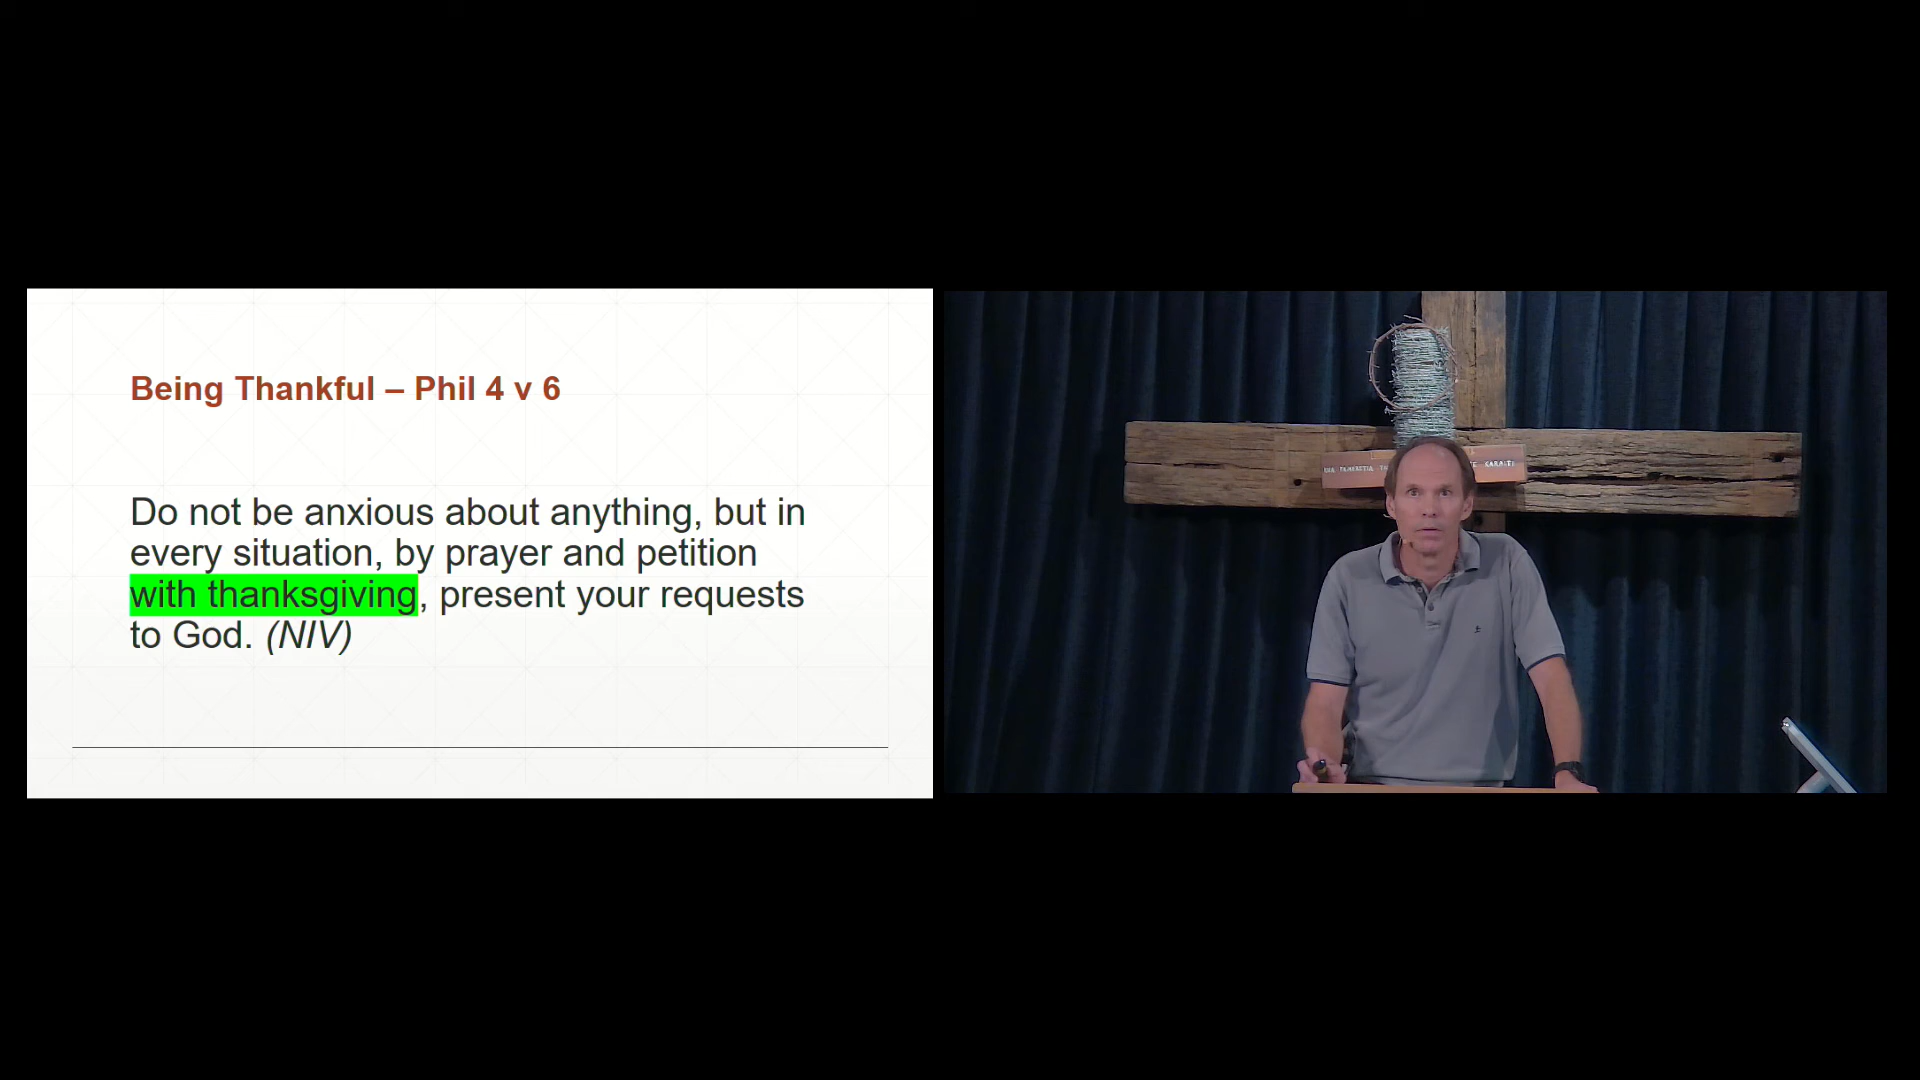 Being Thankful – Phil 4 v 6
Do not be anxious about anything, but in
every situation, by prayer and petition
with thanksgiving, present your requests
to God. (NIV)